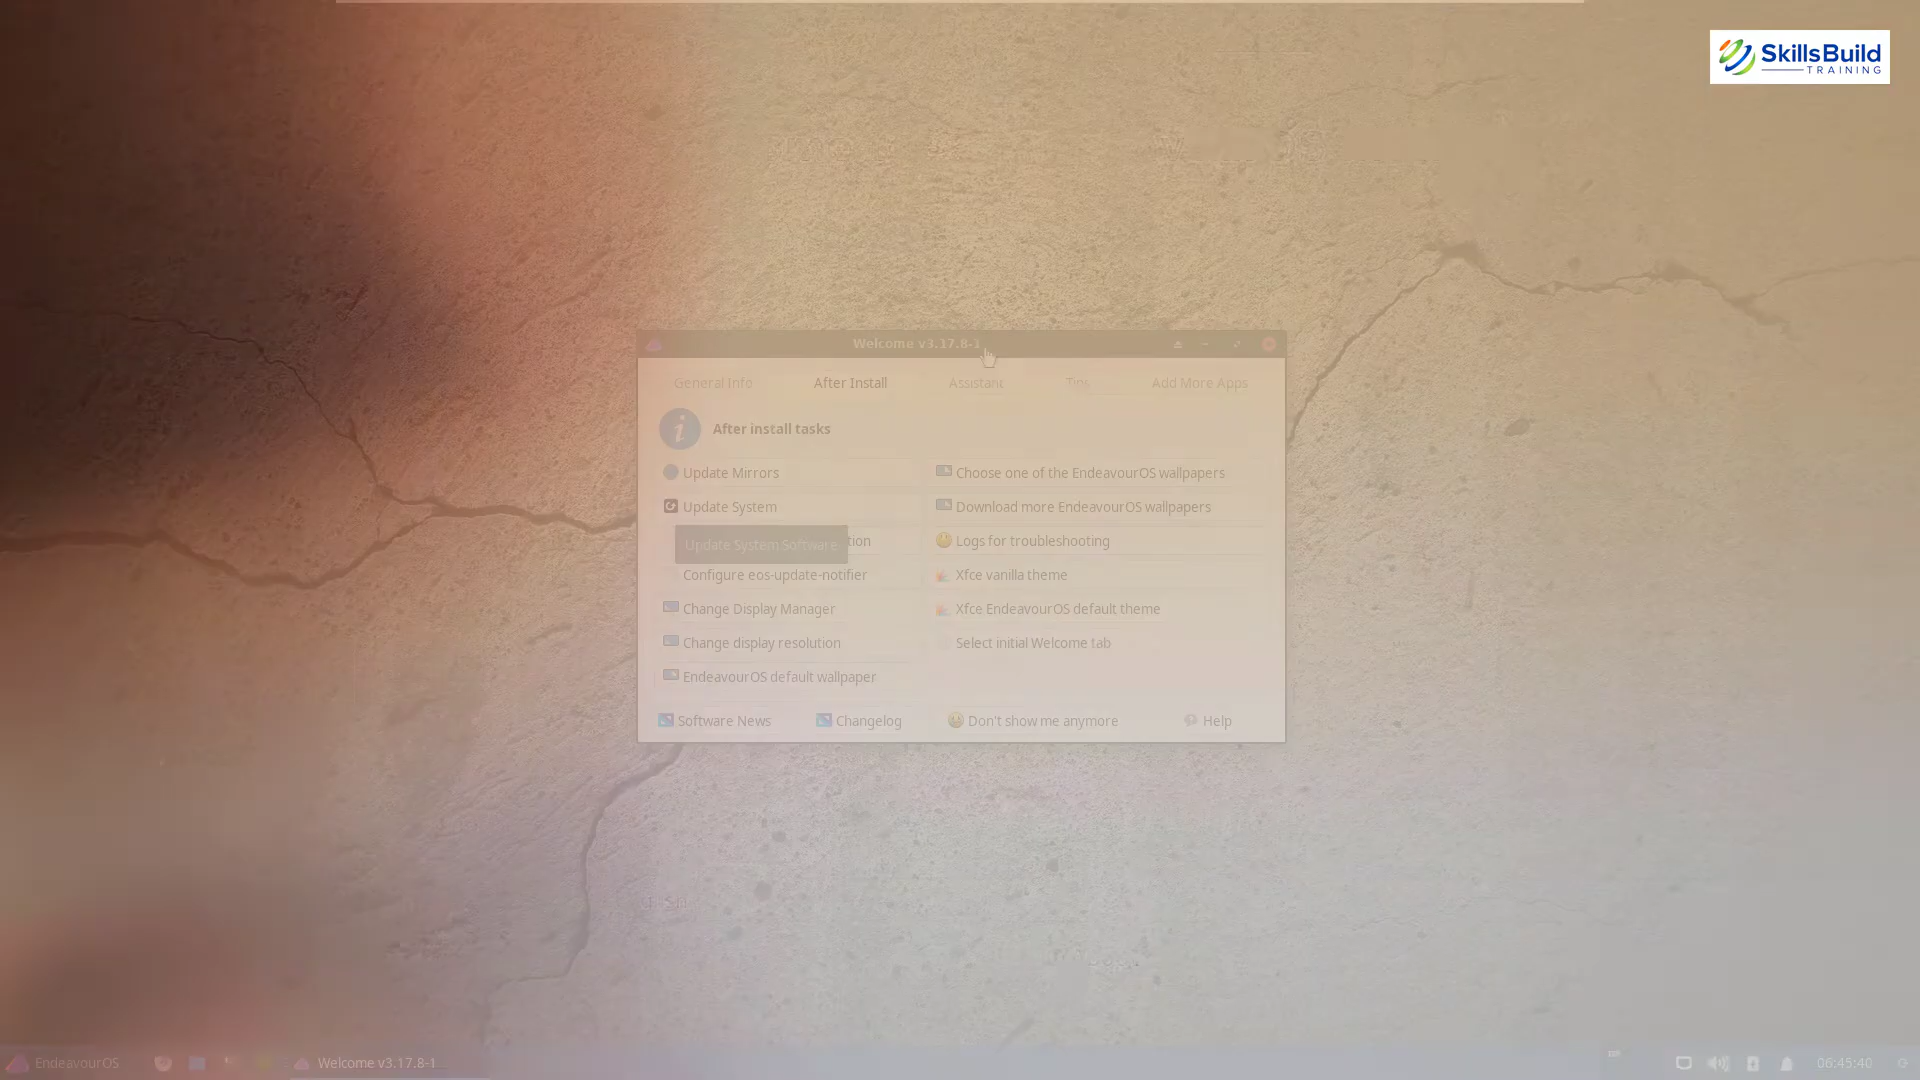 SkillsBuild
TRAINING
Welcome v3.17.8-1
General Info After Install Assistant Tips Add More Apps
After install tasks
Update Mirrors
Choose one of the EndeavourOS wallpapers
Update System
Download more EndeavourOS wallpapers
Update System Software
tion
Logs for troubleshooting
Configure eos-update-notifier
Xfce vanilla theme
Change Display Manager
Xfce EndeavourOS default theme
Change display resolution
Select initial Welcome tab
EndeavourOS default wallpaper
Software News Changelog Don't show me anymore Help
EndeavourOS Welcome v3.17.8-1 06:45:40